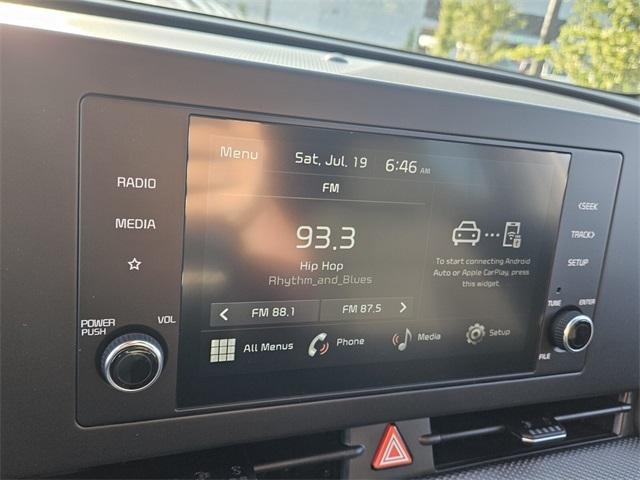 Menu Sat, Jul. 19 6:46 AM
FM
RADIO
MEDIA
93.3
Hip Hop
Rhythm_and_Blues
To start connecting Android
Auto or Apple CarPlay, press
this widget.
< FM 88.1 FM 87.5 >
All Menus Phone Media Setup
POWER
PUSH
VOL
<SEEK
TRACK>
SETUP
TUNE ENTER
FILE